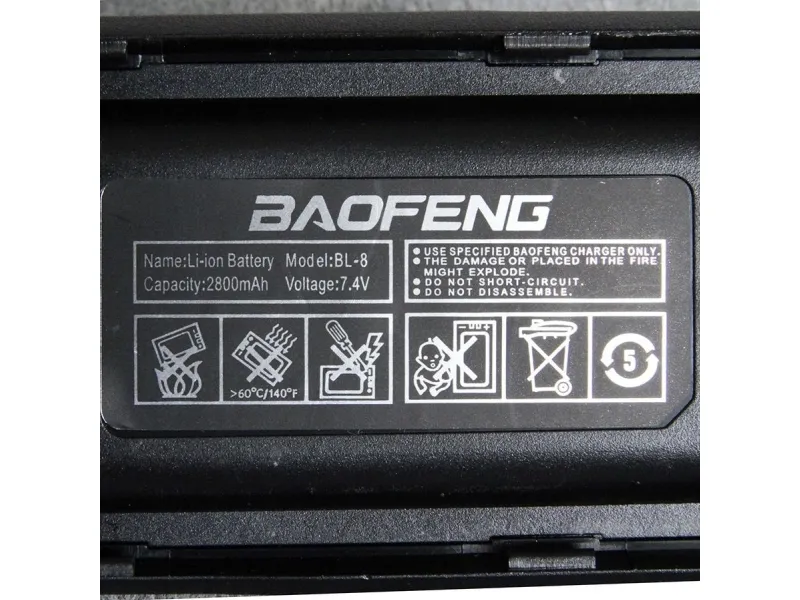 BAOFENG
Name:Li-ion Battery Model:BL-8
Capacity:2800mAh Voltage:7.4V
● USE SPECIFIED BAOFENG CHARGER ONLY.
● THE DAMAGE OR PLACED IN THE FIRE
MIGHT EXPLODE.
● DO NOT SHORT-CIRCUIT.
● DO NOT DISASSEMBLE.
>60°C/140°F
- +
5